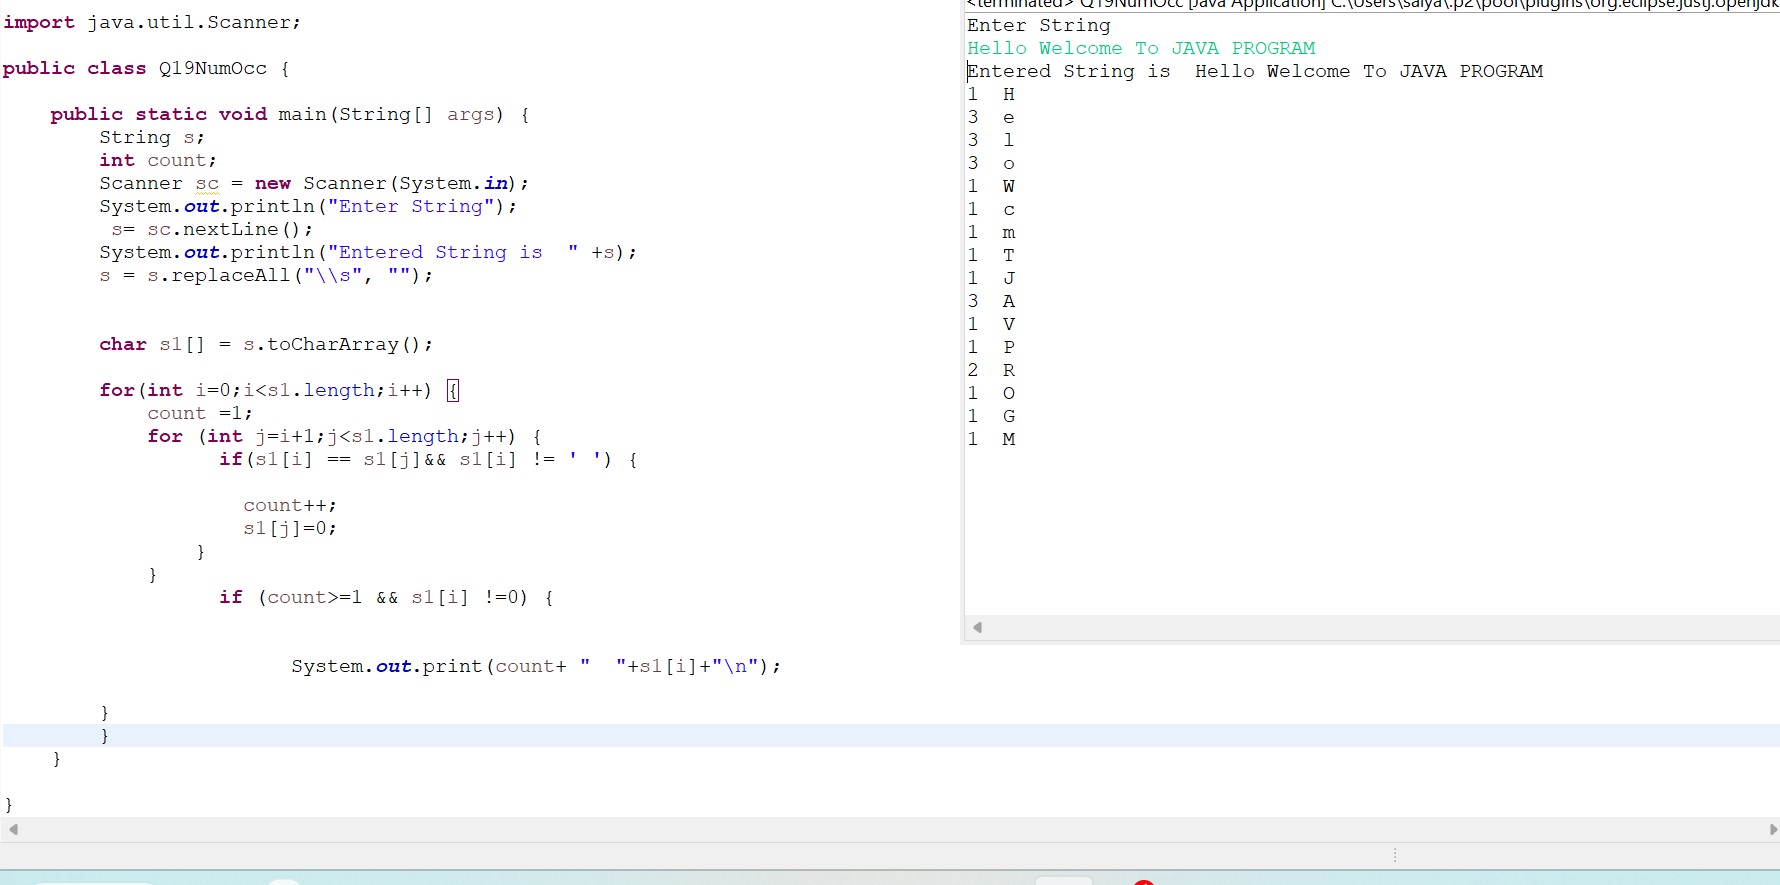 import java.util.Scanner;
public class Q19NumOcc {
public static void main(String[] args) {
String s;
int count;
Scanner sc = new Scanner(System.in);
System.out.println("Enter String");
s= sc.nextLine();
System.out.println("Entered String is  " +s);
s = s.replaceAll("\\s", "");
char s1[] = s.toCharArray();
for(int i=0;i<s1.length;i++) {
count =1;
for (int j=i+1;j<s1.length;j++) {
if(s1[i] == s1[j]&& s1[i] != ' ') {
count++;
s1[j]=0;
}
}
if (count>=1 && s1[i] !=0) {
System.out.print(count+ "  "+s1[i]+"\n");
}
}
}
}
<terminated> Q19NumOcc [Java Application] C:\Users\saiya\.p2\pool\plugins\org.eclipse.justj.openjdk
Enter String
Hello Welcome To JAVA PROGRAM
Entered String is  Hello Welcome To JAVA PROGRAM
1  H
3  e
3  l
3  o
1  W
1  c
1  m
1  T
1  J
3  A
1  V
1  P
2  R
1  O
1  G
1  M